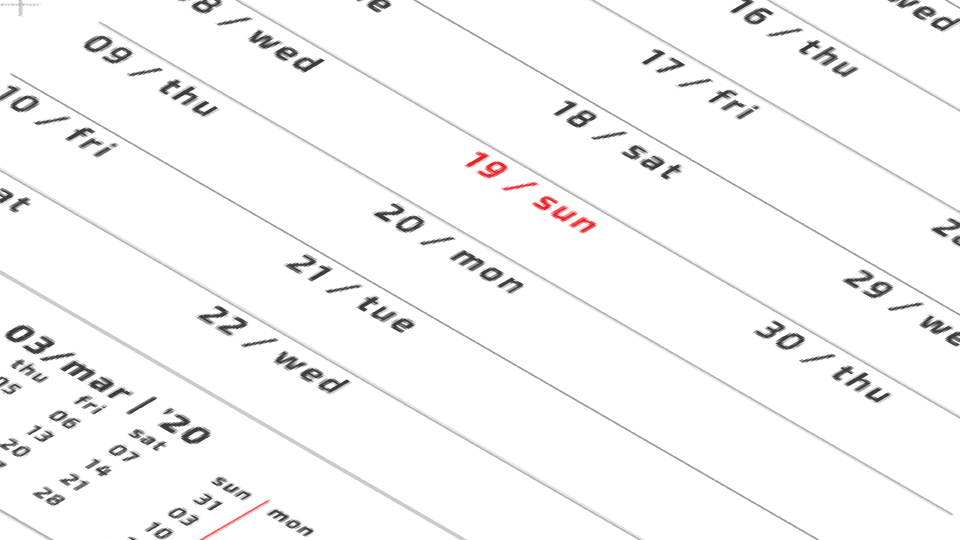 08 / wed
09 / thu
10 / fri
16 / thu
17 / fri
18 / sat
19 / sun
20 / mon
21 / tue
22 / wed
29 /
30 / thu
wed
03/mar | '20
thu fri sat
05 06 07
13 14
20 21
28
sun mon
31
03
10